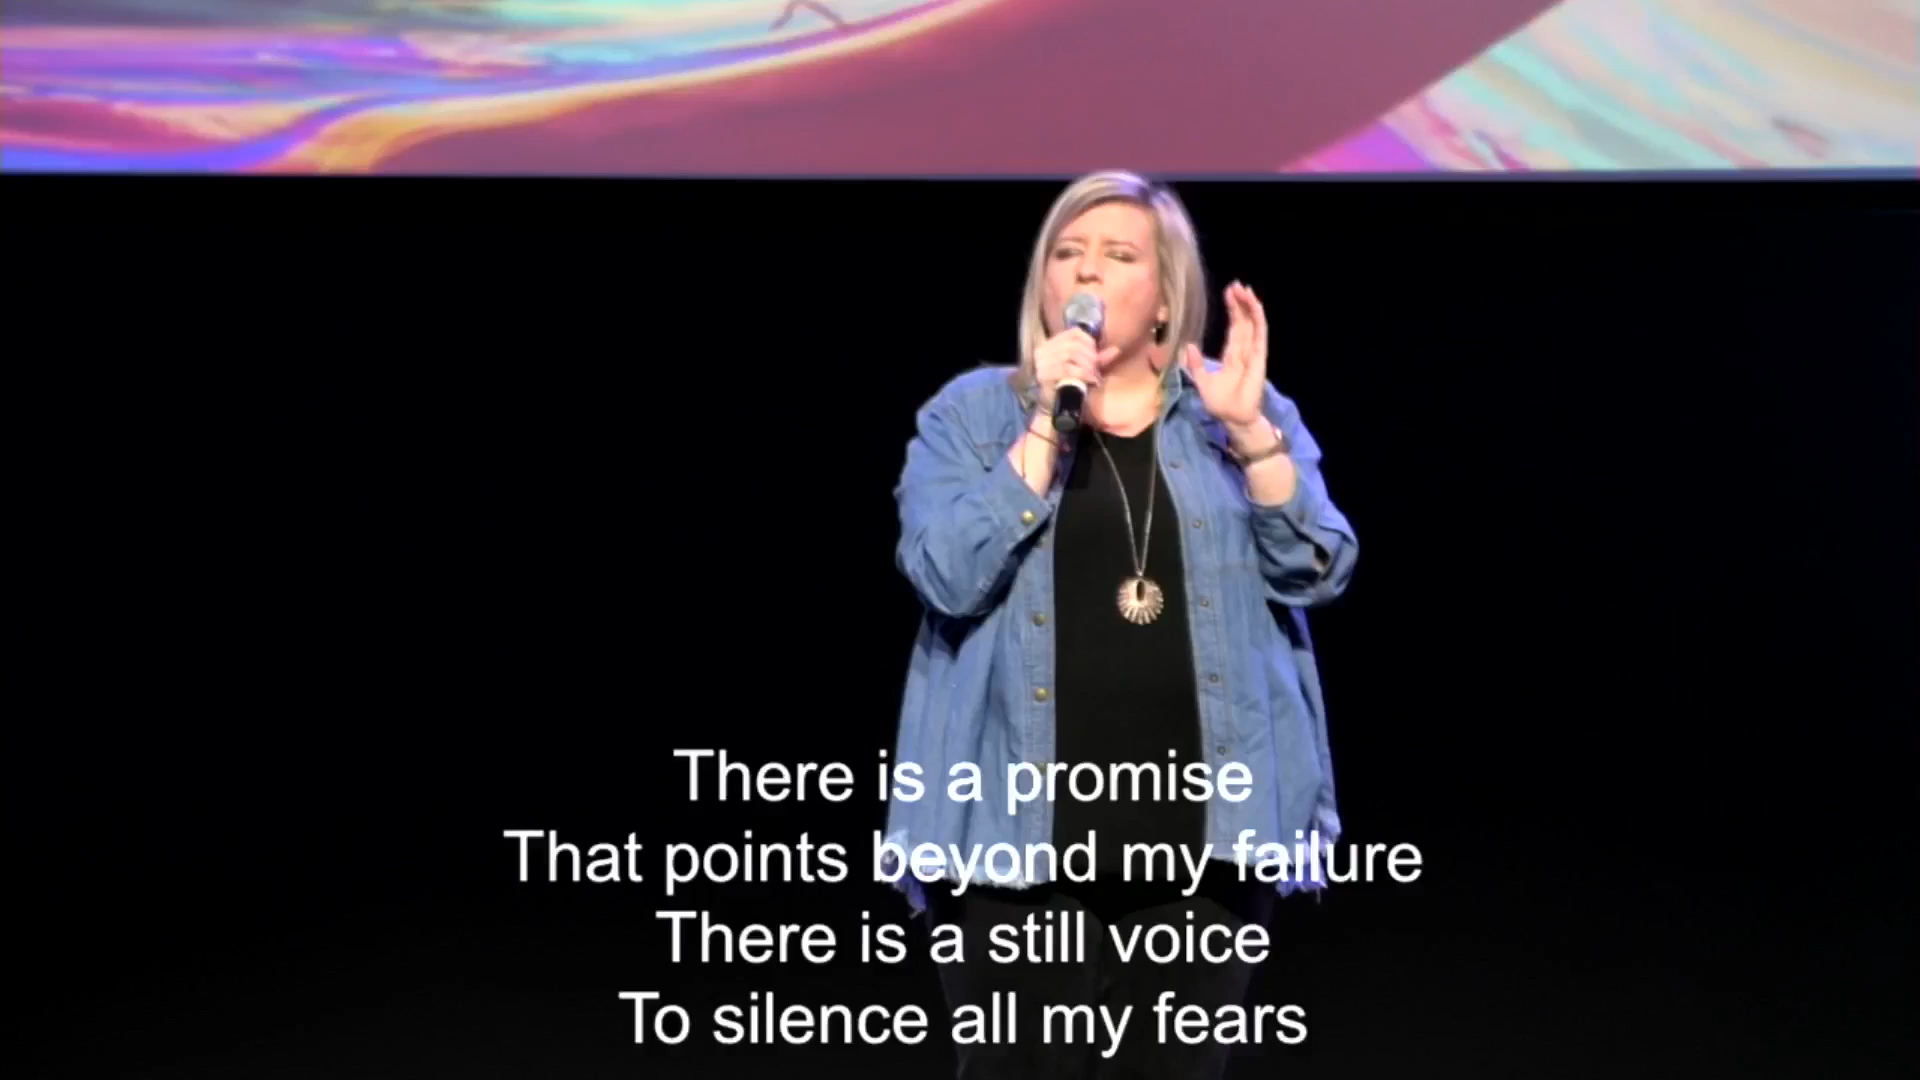 There is a promise
That points beyond my failure
There is a still voice
To silence all my fears